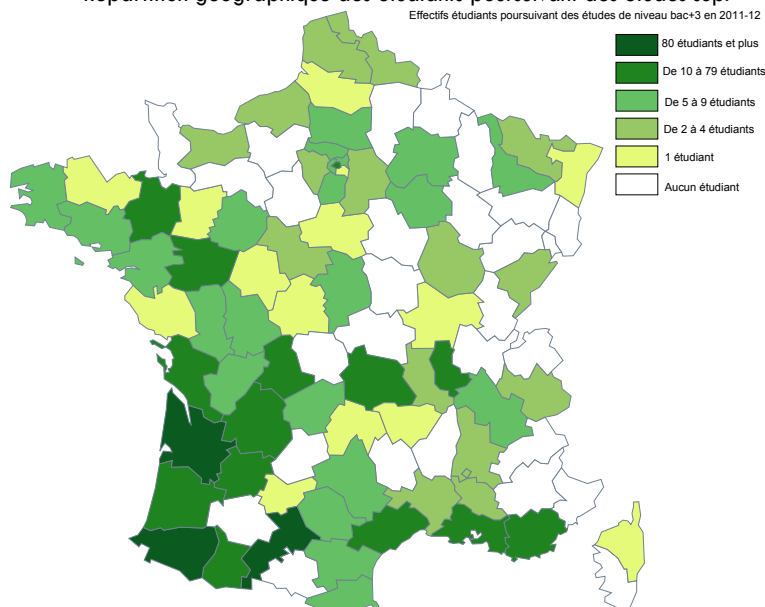 Effectifs étudiants poursuivant des études de niveau bac+3 en 2011-12
80 étudiants et plus
De 10 à 79 étudiants
De 5 à 9 étudiants
De 2 à 4 étudiants
1 étudiant
Aucun étudiant